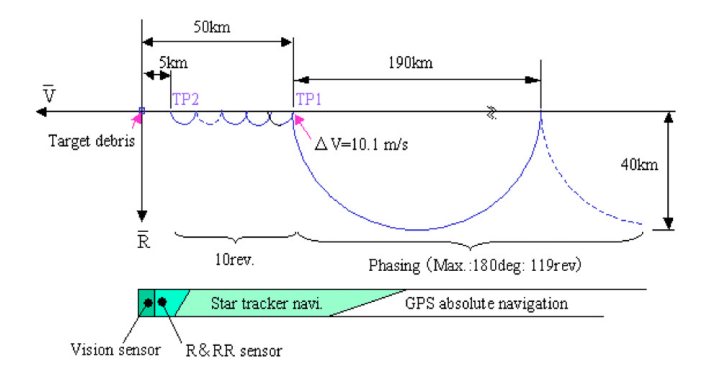 50km
5km
190km
V
TP2
TP1
Target debris
ΔV=10.1 m/s
40km
R
10rev.
Phasing (Max.:180deg: 119rev)
Star tracker navi.
GPS absolute navigation
Vision sensor
R&RR sensor